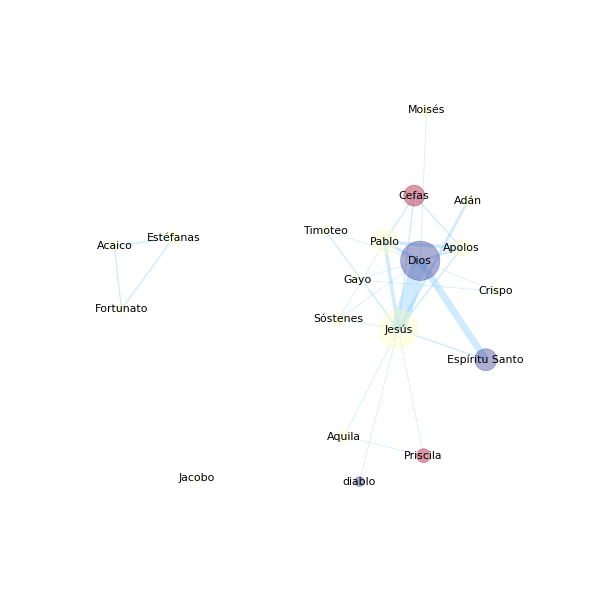 Moisés
Cefas
Adán
Timoteo
Estéfanas
Pablo
Acaico
Apolos
Dios
Gayo
Crispo
Fortunato
Sóstenes
Jesús
Espíritu Santo
Aquila
Priscila
Jacobo
diablo